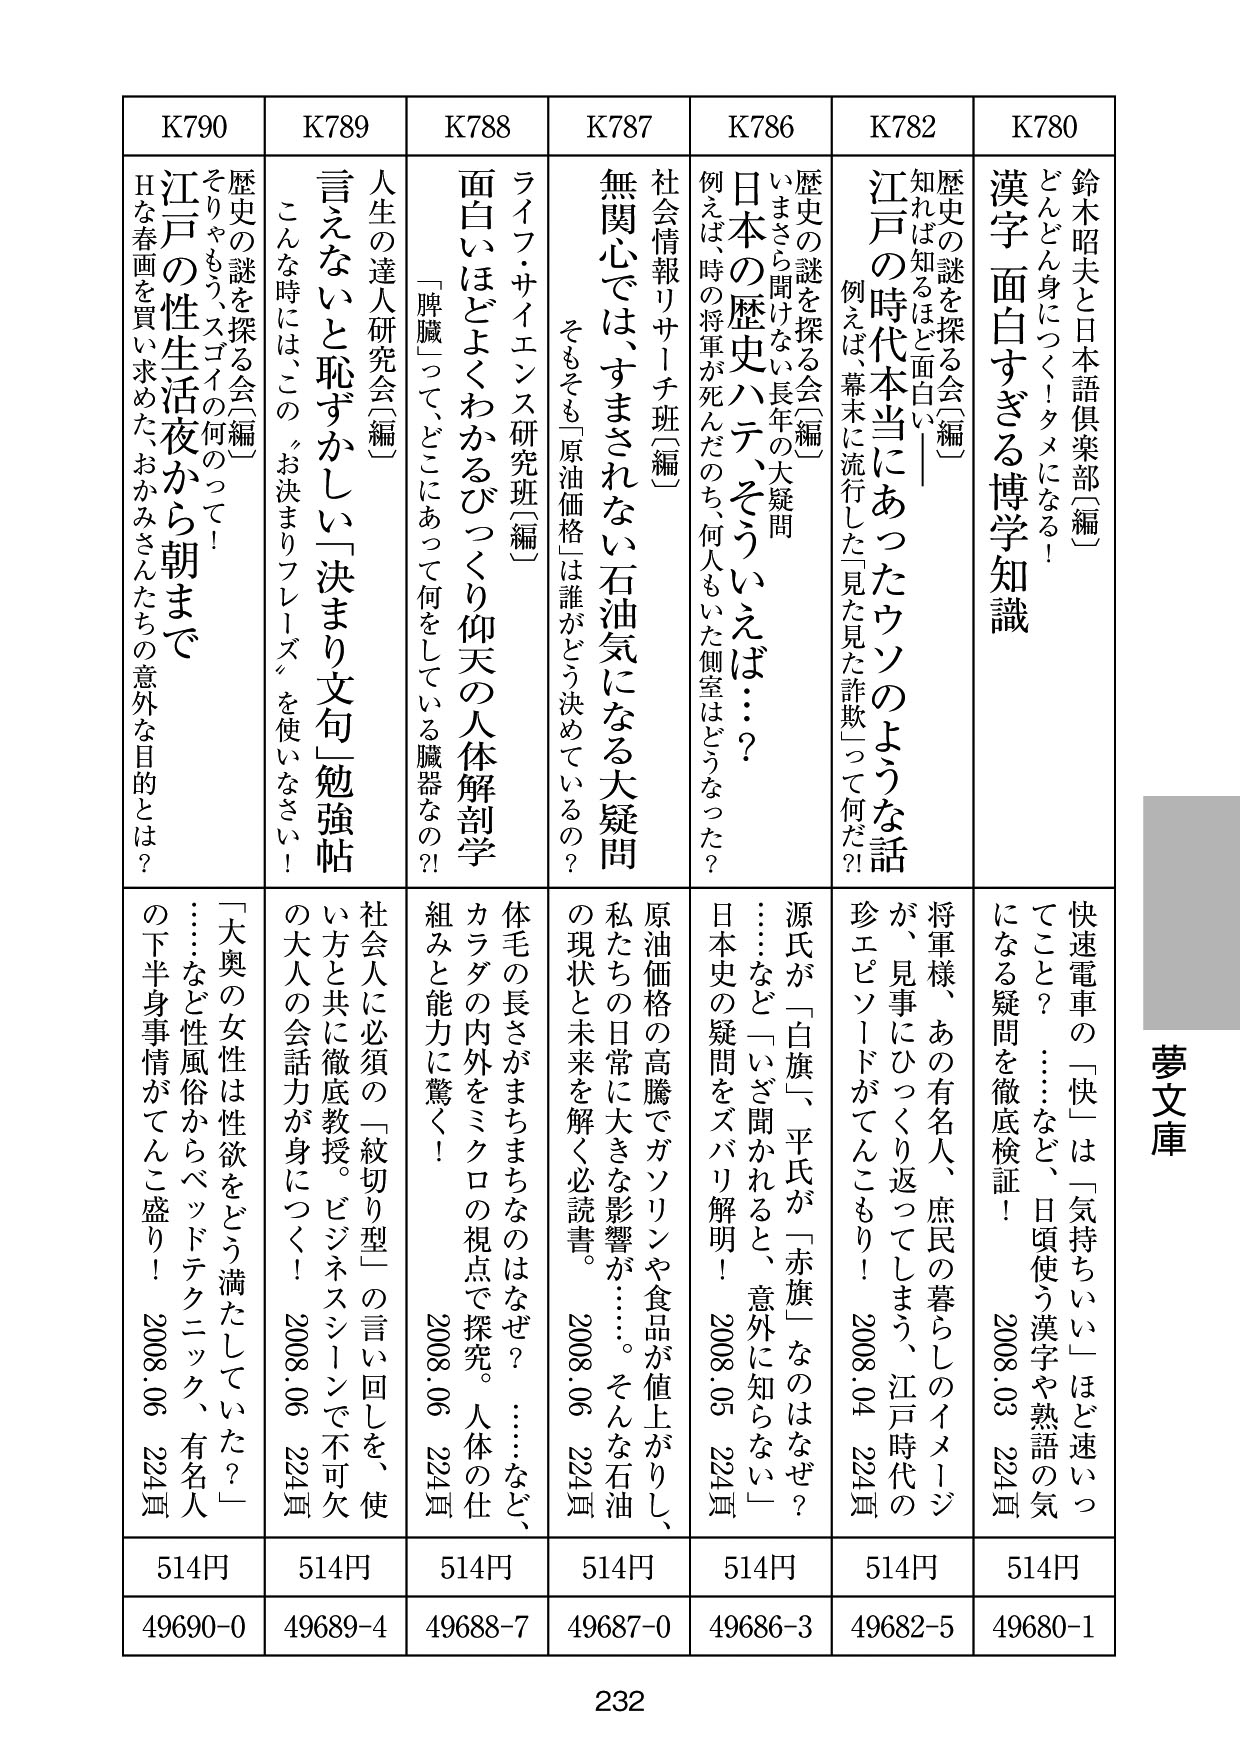 K780
鈴木昭夫と日本語倶楽部〔編〕
どんどん身につく!タメになる!
漢字 面白すぎる博学知識
快速電車の「快」は「気持ちいい」ほど速いっ
てこと? ……など、日頃使う漢字や熟語の気
になる疑問を徹底検証! 2008.03 224頁
514円
49680-1
K782
歴史の謎を探る会〔編〕
知れば知るほど面白い――
江戸の時代本当にあったウソのような話
例えば、幕末に流行した「見た見た詐欺」って何だ?!
将軍様、あの有名人、庶民の暮らしのイメージ
が、見事にひっくり返ってしまう、江戸時代の
珍エピソードがてんこもり! 2008.04 224頁
514円
49682-5
K786
歴史の謎を探る会〔編〕
いまさら聞けない長年の大疑問
日本の歴史ハテ、そういえば…?
例えば、時の将軍が死んだのち、何人もいた側室はどうなった?
源氏が「白旗」、平氏が「赤旗」なのはなぜ?
……など「いざ聞かれると、意外に知らない」
日本史の疑問をズバリ解明! 2008.05 224頁
514円
49686-3
K787
社会情報リサーチ班〔編〕
無関心では、すまされない石油気になる大疑問
そもそも「原油価格」は誰がどう決めているの?
原油価格の高騰でガソリンや食品が値上がりし、
私たちの日常に大きな影響が……。そんな石油
の現状と未来を解く必読書。 2008.06 224頁
514円
49687-0
K788
ライフ・サイエンス研究班〔編〕
面白いほどよくわかるびっくり仰天の人体解剖学
「脾臓」って、どこにあって何をしている臓器なの?!
体毛の長さがまちまちなのはなぜ? ……など、
カラダの内外をミクロの視点で探究。人体の仕
組みと能力に驚く! 2008.06 224頁
514円
49688-7
K789
人生の達人研究会〔編〕
言えないと恥ずかしい「決まり文句」勉強帖
こんな時には、この〝お決まりフレーズ〟を使いなさい!
社会人に必須の「紋切り型」の言い回しを、使
い方と共に徹底教授。ビジネスシーンで不可欠
の大人の会話力が身につく! 2008.06 224頁
514円
49689-4
K790
歴史の謎を探る会〔編〕
そりゃもう、スゴイの何のって!
江戸の性生活夜から朝まで
Hな春画を買い求めた、おかみさんたちの意外な目的とは?
「大奥の女性は性欲をどう満たしていた?」
……など性風俗からベッドテクニック、有名人
の下半身事情がてんこ盛り! 2008.06 224頁
514円
49690-0
夢文庫
232